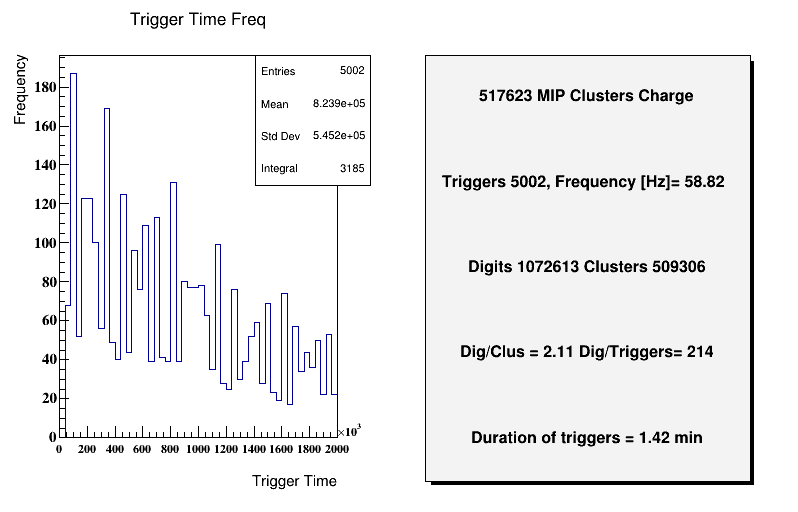 Trigger Time Freq
Frequency
Entries 5002
Mean 8.239e+05
Std Dev 5.452e+05
Integral 3185
180
160
140
120
100
80
60
40
20
0
0 200 400 600 800 1000 1200 1400 1600 1800 2000
×10³
Trigger Time
517623 MIP Clusters Charge
Triggers 5002, Frequency [Hz]= 58.82
Digits 1072613 Clusters 509306
Dig/Clus = 2.11 Dig/Triggers= 214
Duration of triggers = 1.42 min